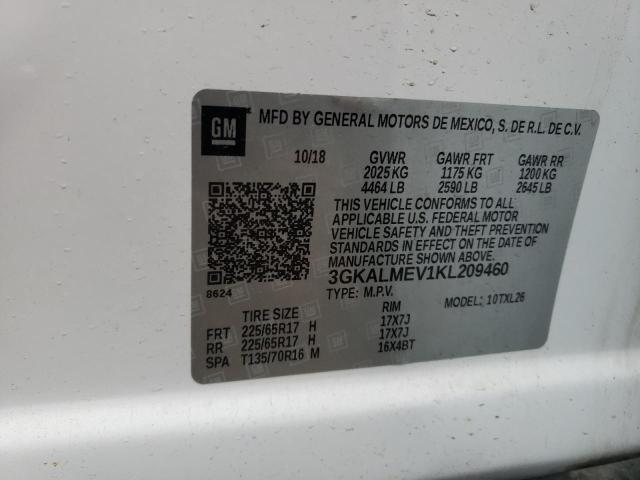 GM
MFD BY GENERAL MOTORS DE MEXICO, S. DE R.L. DE C.V.
10/18 GVWR GAWR FRT GAWR RR
2025 KG 1175 KG 1200 KG
4464 LB 2590 LB 2645 LB
THIS VEHICLE CONFORMS TO ALL
APPLICABLE U.S. FEDERAL MOTOR
VEHICLE SAFETY AND THEFT PREVENTION
STANDARDS IN EFFECT ON THE DATE OF
MANUFACTURE SHOWN ABOVE.
3GKALMEV1KL209460
8624
TYPE: M.P.V. MODEL: 10TXL26
TIRE SIZE RIM
FRT 225/65R17 H 17X7J
RR 225/65R17 H 17X7J
SPA T135/70R16 M 16X4BT